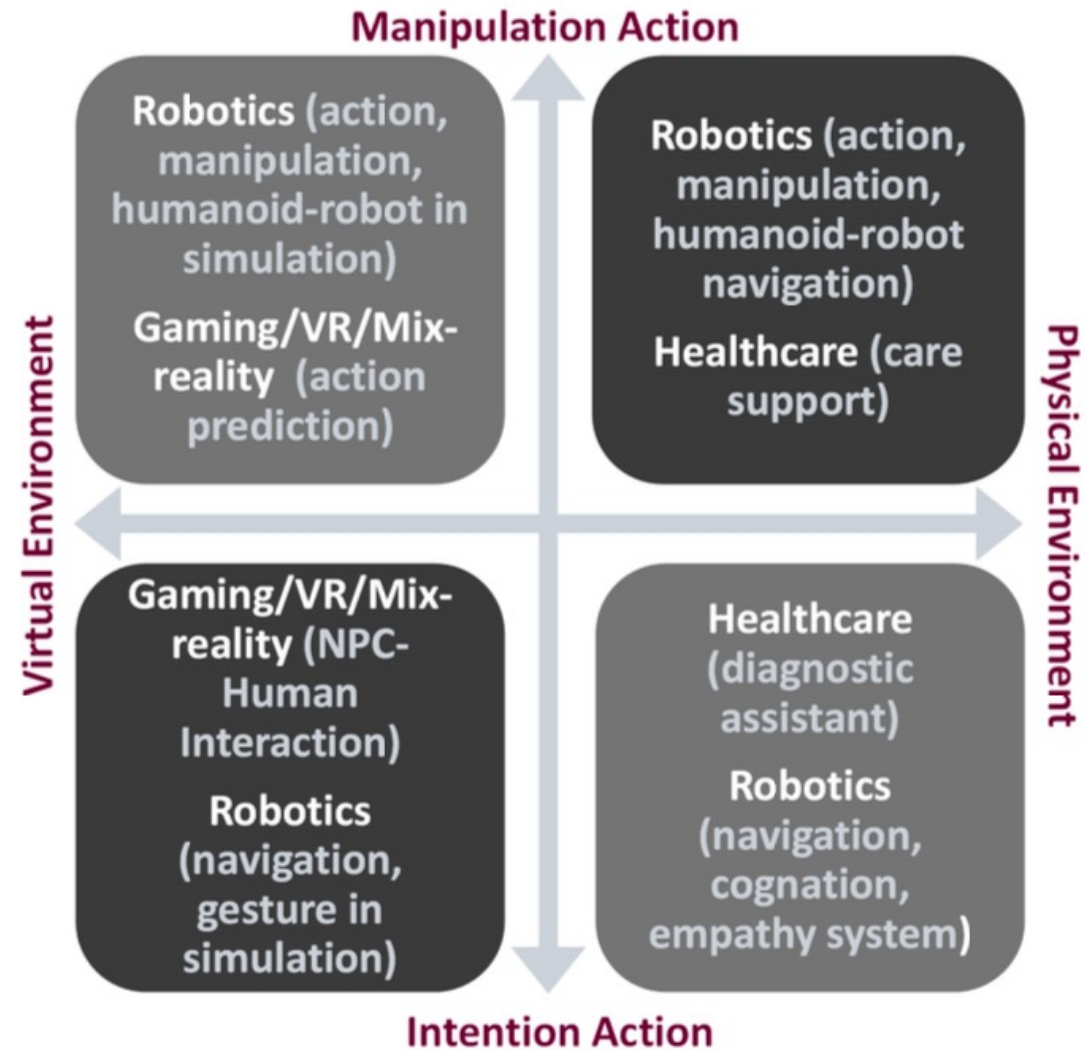 Manipulation Action
Robotics (action,
manipulation,
humanoid-robot in
simulation)
Gaming/VR/Mix-
reality (action
prediction)
Robotics (action,
manipulation,
humanoid-robot
navigation)
Healthcare (care
support)
Virtual Environment
Physical Environment
Gaming/VR/Mix-
reality (NPC-
Human
Interaction)
Robotics
(navigation,
gesture in
simulation)
Healthcare
(diagnostic
assistant)
Robotics
(navigation,
cognation,
empathy system)
Intention Action